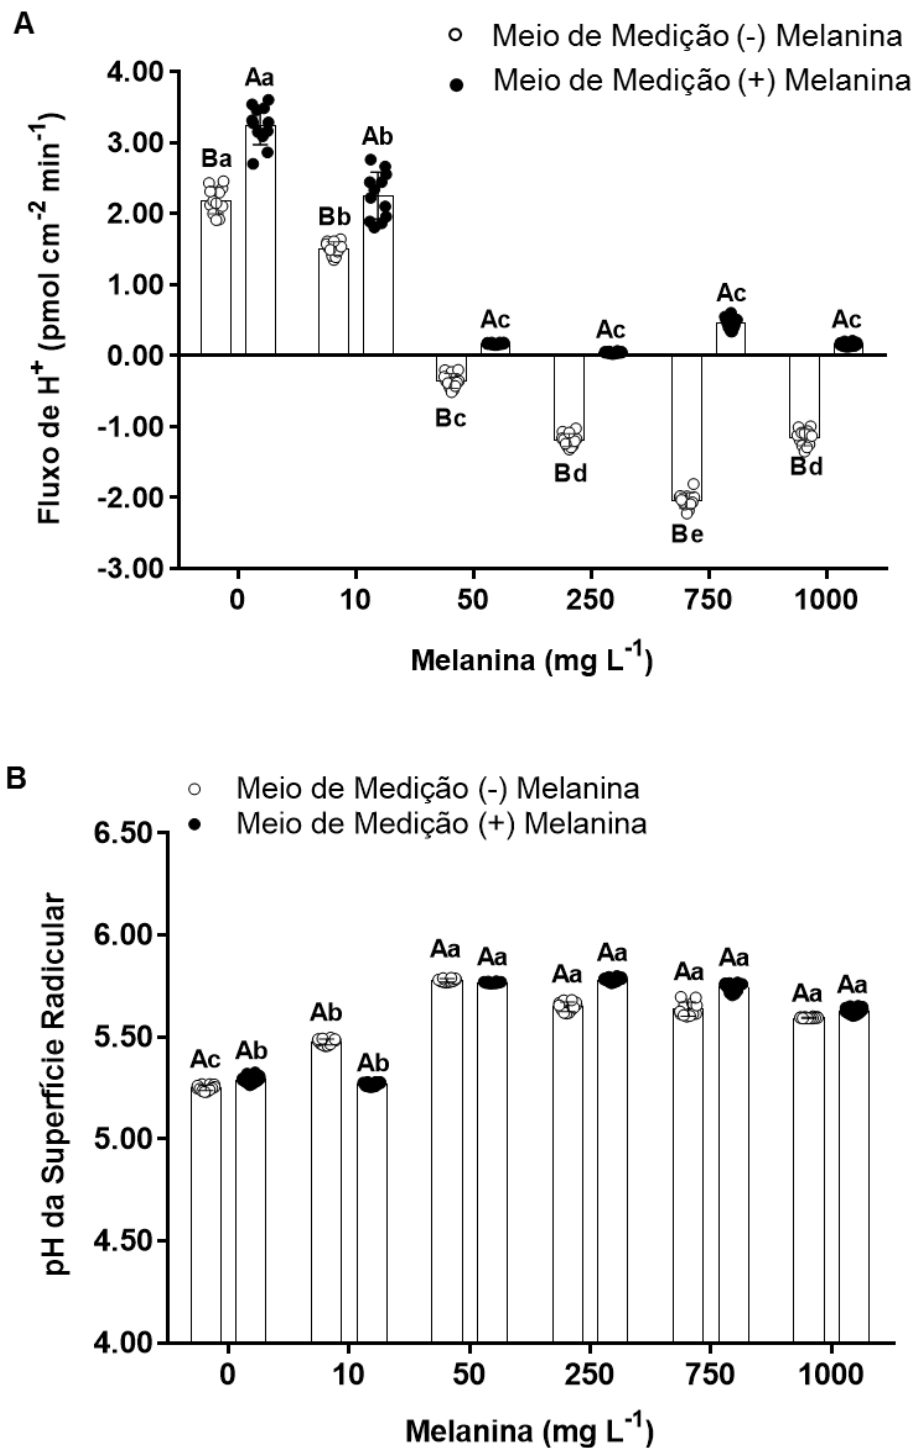 A
Meio de Medição (-) Melanina
Meio de Medição (+) Melanina
Fluxo de H⁺ (pmol cm⁻² min⁻¹)
4.00
3.00
2.00
1.00
0.00
-1.00
-2.00
-3.00
Ba Aa Bb Ab Bc Ac Bd Ac Be Ac Bd Ac
0 10 50 250 750 1000
Melanina (mg L⁻¹)
B
Meio de Medição (-) Melanina
Meio de Medição (+) Melanina
pH da Superfície Radicular
6.50
6.00
5.50
5.00
4.50
4.00
Ac Ab Ab Ab Aa Aa Aa Aa Aa Aa Aa Aa
0 10 50 250 750 1000
Melanina (mg L⁻¹)